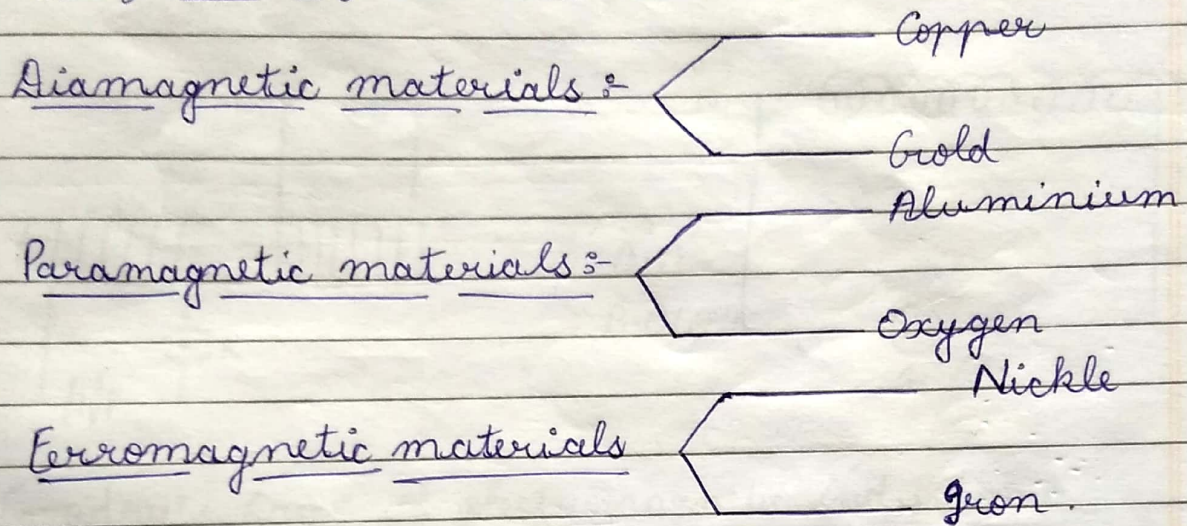 Copper
Diamagnetic materials :-
Gold
Aluminium
Paramagnetic materials :-
Oxygen
Nickle
Ferromagnetic materials
Iron.